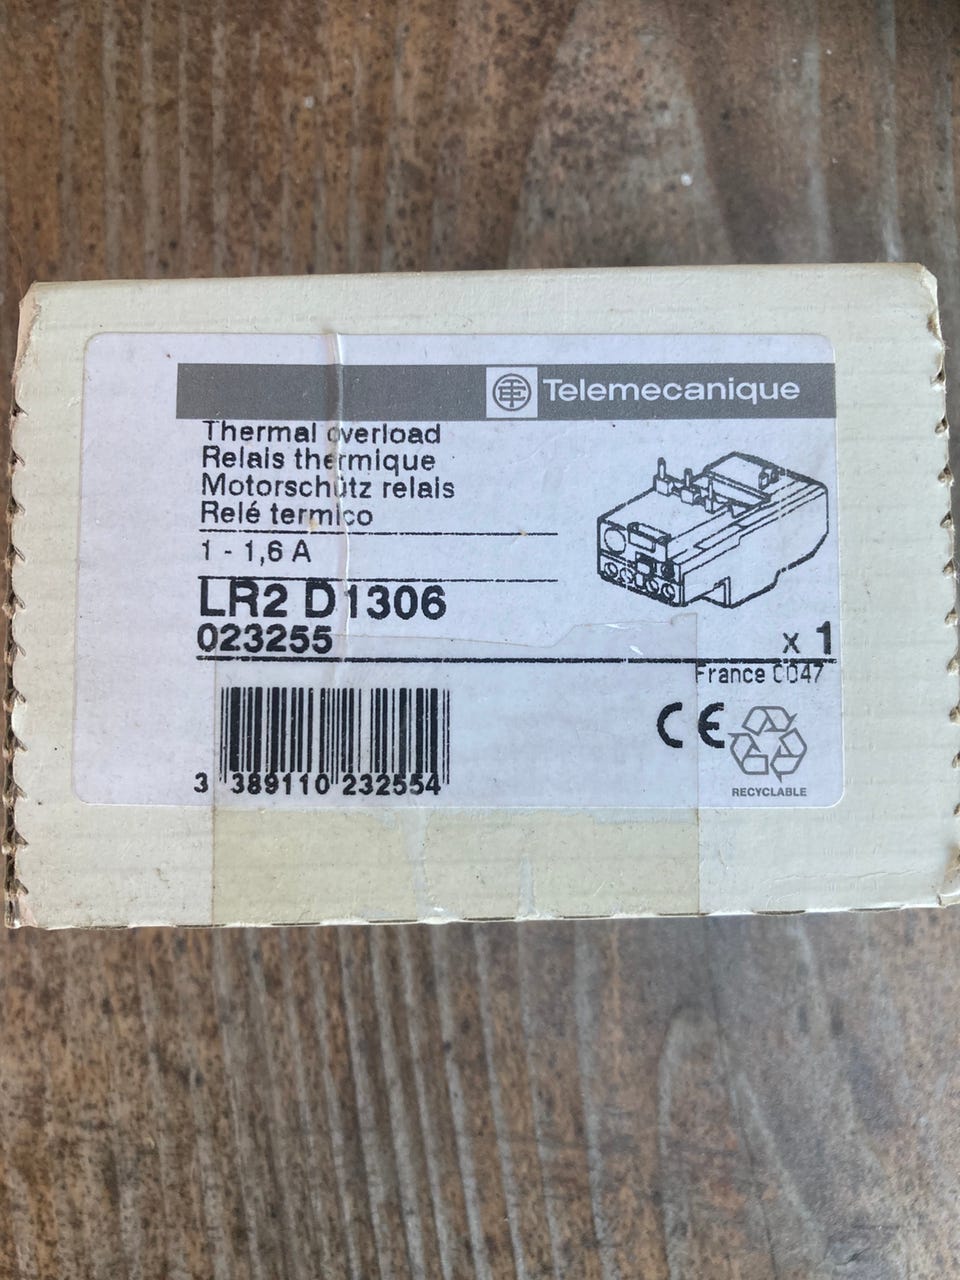 Telemecanique
Thermal overload
Relais thermique
Motorschütz relais
Relé termico
1 - 1,6 A
LR2 D1306
023255
x 1
France C047
3 389110 232554
CE
RECYCLABLE